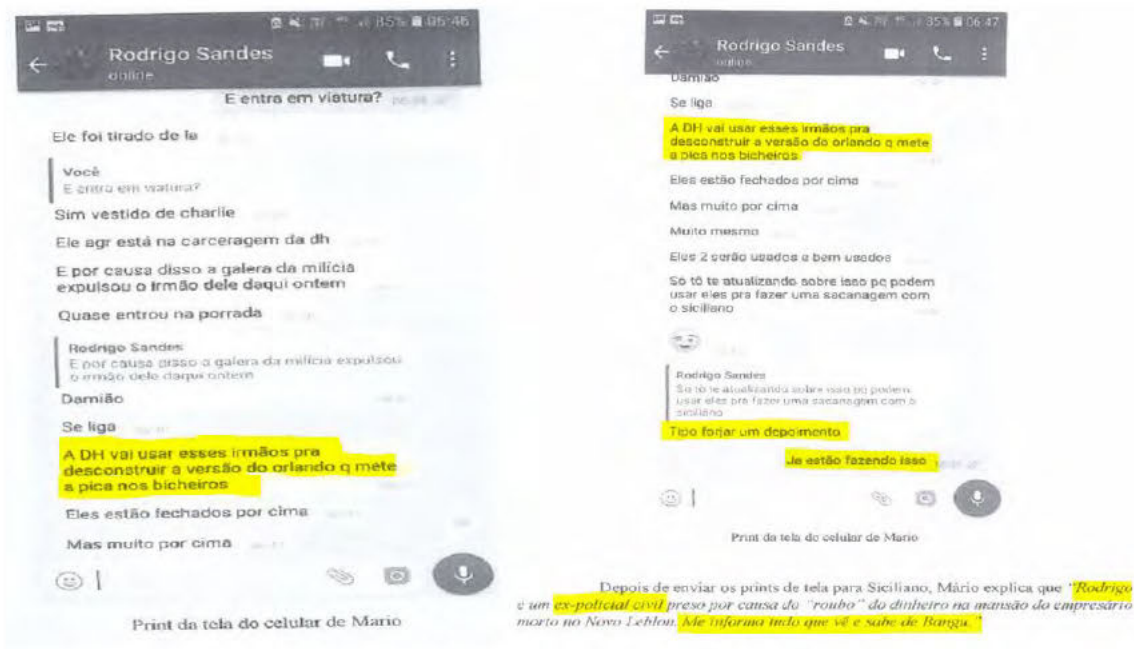 85% 06:46
Rodrigo Sandes
online
E entra em viatura?
Ele foi tirado de la
Você
E entra em viatura?
Sim vestido de charlie
Ele agr está na carceragem da dh
E por causa disso a galera da milícia
expulsou o irmão dele daqui ontem
Quase entrou na porrada
Rodrigo Sandes
E por causa disso a galera da milícia expulsou
o irmão dele daqui ontem
Damião
Se liga
A DH vai usar esses irmãos pra
desconstruir a versão do orlando q mete
a pica nos bicheiros
Eles estão fechados por cima
Mas muito por cima
Print da tela do celular de Mario
35% 06:47
Rodrigo Sandes
Damião
Se liga
A DH vai usar esses irmãos pra
desconstruir a versão do orlando q mete
a pica nos bicheiros
Eles estão fechados por cima
Mas muito por cima
Muito mesmo
Eles 2 serão usados e bem usados
Só tô te atualizando sobre isso pq podem
usar eles pra fazer uma sacanagem com
o siciliano
Rodrigo Sandes
Só tô te atualizando sobre isso pq podem
usar eles pra fazer uma sacanagem com o
siciliano
Tipo forjar um depoimento
Ja estão fazendo isso
Print da tela do celular de Mario
Depois de enviar os prints de tela para Siciliano, Mário explica que "Rodrigo
e um ex-policial civil preso por causa do "roubo" do dinheiro na mansão do empresário
morto no Novo Leblon. Me informa tudo que vê e sabe de Bangu."